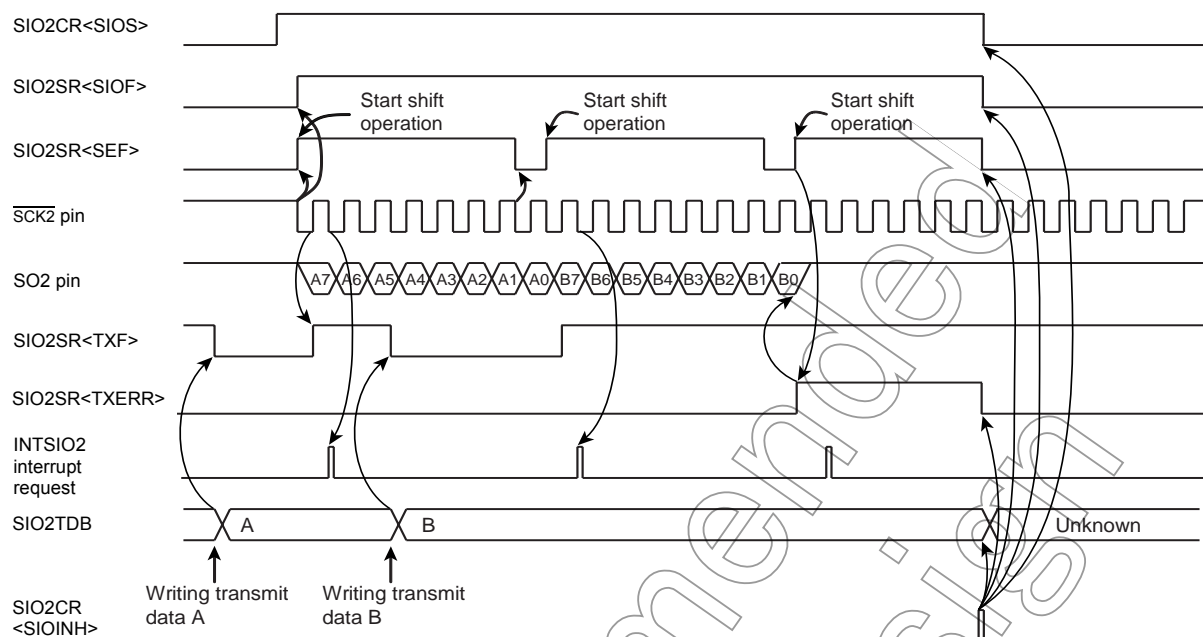 SIO2CR<SIOS>
SIO2SR<SIOF>
Start shift
operation
Start shift
operation
Start shift
operation
SIO2SR<SEF>
SCK2 pin
SO2 pin
A7 A6 A5 A4 A3 A2 A1 A0 B7 B6 B5 B4 B3 B2 B1 B0
SIO2SR<TXF>
SIO2SR<TXERR>
INTSIO2
interrupt
request
SIO2TDB
A
B
Unknown
Writing transmit
data A
Writing transmit
data B
SIO2CR
<SIOINH>
mended
sign